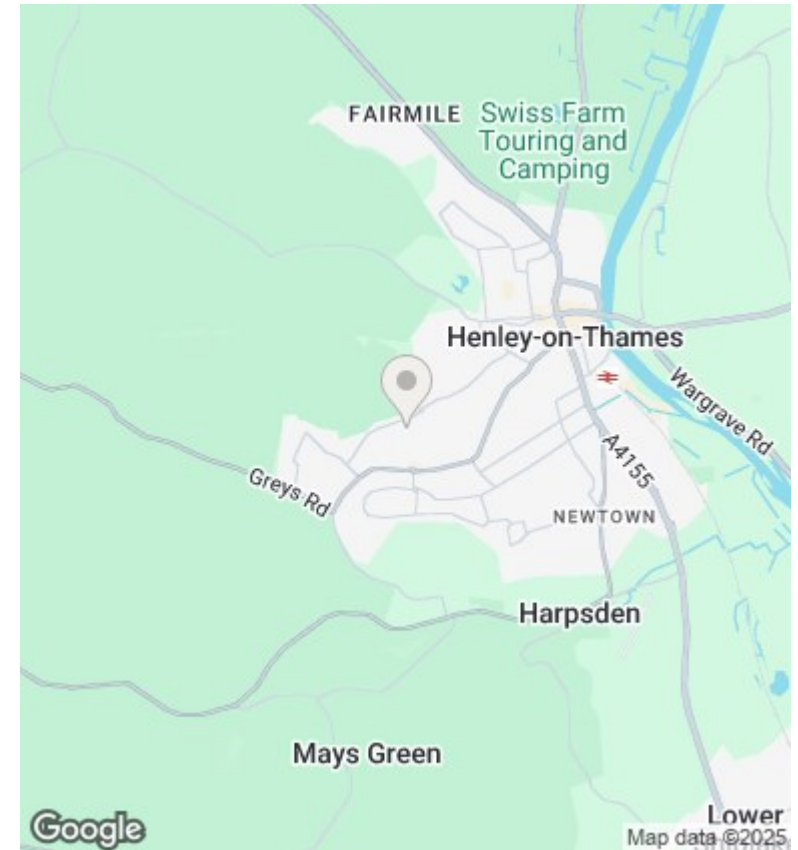 FAIRMILE
Swiss Farm
Touring and
Camping
Henley-on-Thames
Wargrave Rd
A4155
Greys Rd
NEWTOWN
Harpsden
Mays Green
Lower
Google
Map data ©2025